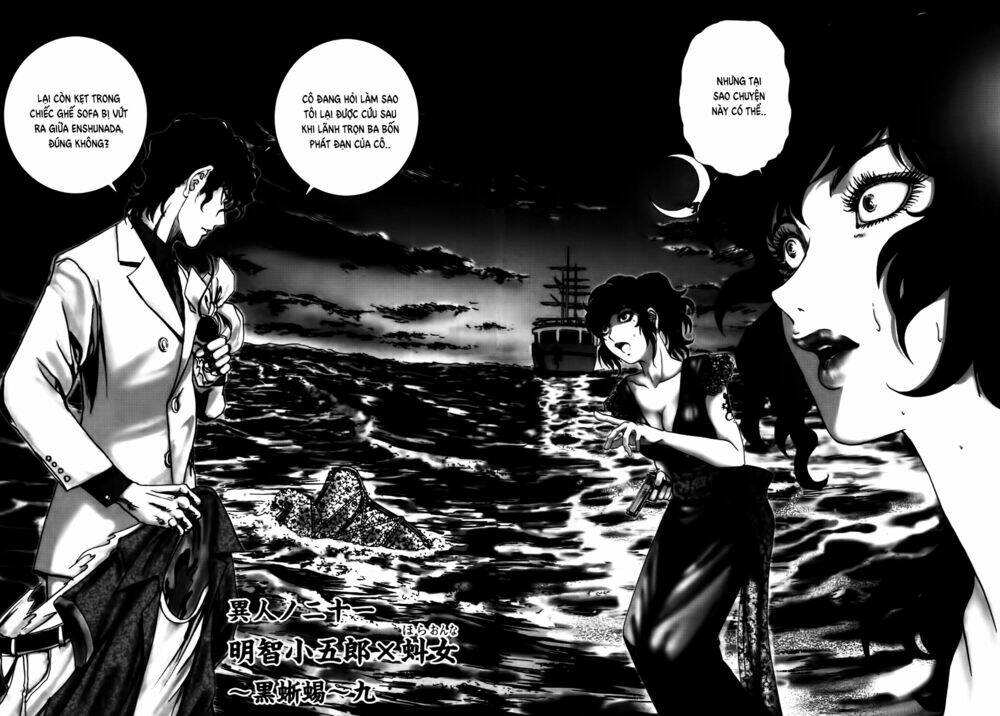 NHƯNG TẠI
SAO CHUYỆN
NÀY CÓ THỂ..
CÔ ĐANG HỎI LÀM SAO
TÔI LẠI ĐƯỢC CỨU SAU
KHI LÃNH TRỌN BA BỐN
PHÁT ĐẠN CỦA CÔ..
LẠI CÒN KẸT TRONG
CHIẾC GHẾ SOFA BỊ VỨT
RA GIỮA ENSHUNADA,
ĐÚNG KHÔNG?
異人ノ二十一
ほらおんな
明智小五郎×蚪女
～黒蜥蜴～九